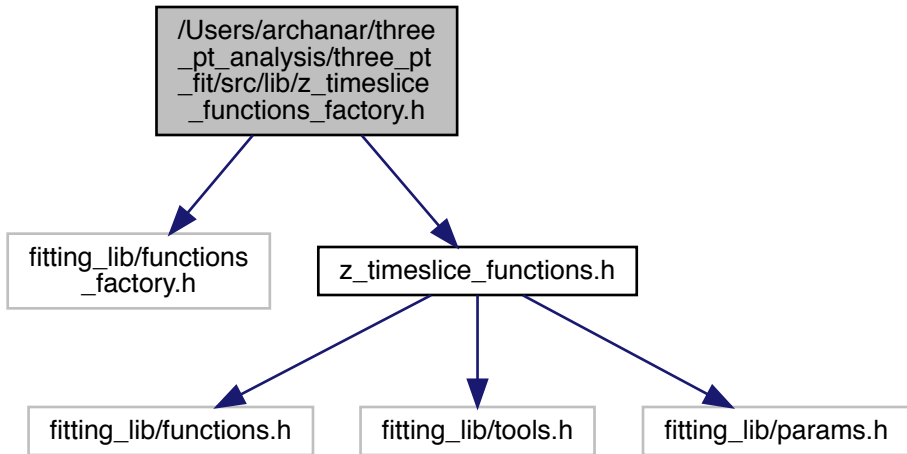 /Users/archanar/three
_pt_analysis/three_pt
_fit/src/lib/z_timeslice
_functions_factory.h
fitting_lib/functions
_factory.h
z_timeslice_functions.h
fitting_lib/functions.h
fitting_lib/tools.h
fitting_lib/params.h